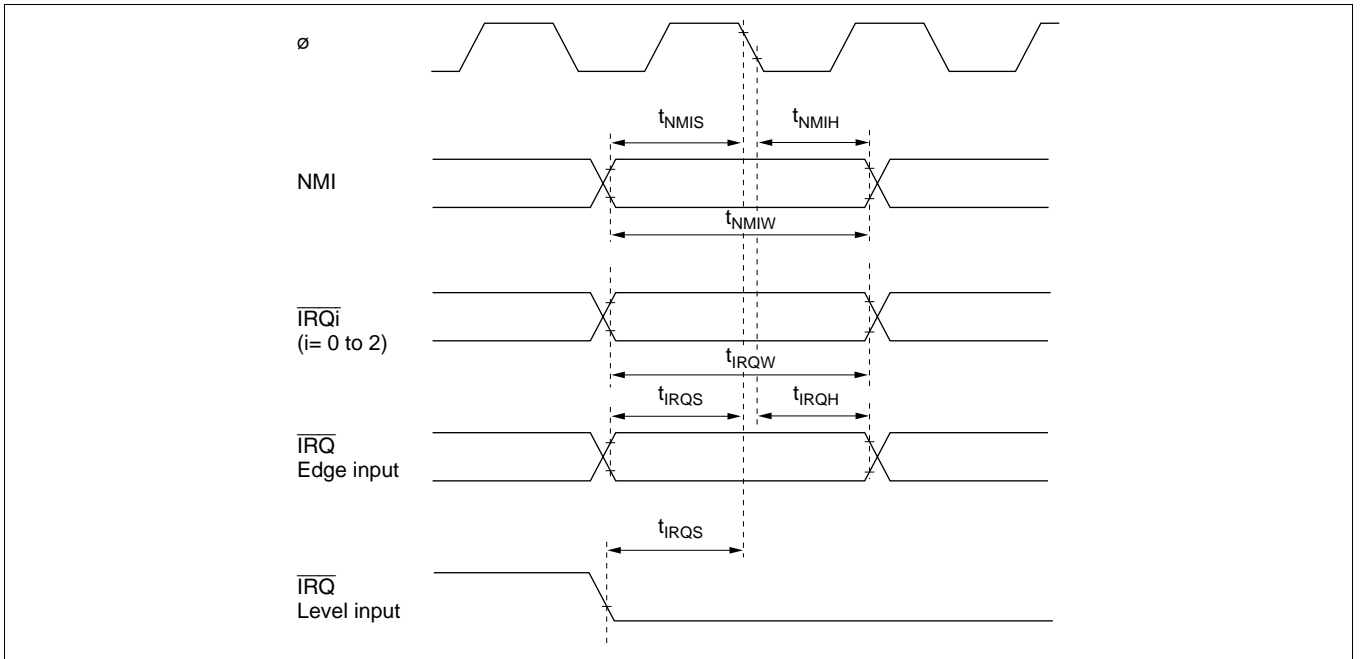 ø
tNMIS tNMIH
NMI
tNMIW
IRQi
(i= 0 to 2)
tIRQW
tIRQS tIRQH
IRQ
Edge input
tIRQS
IRQ
Level input